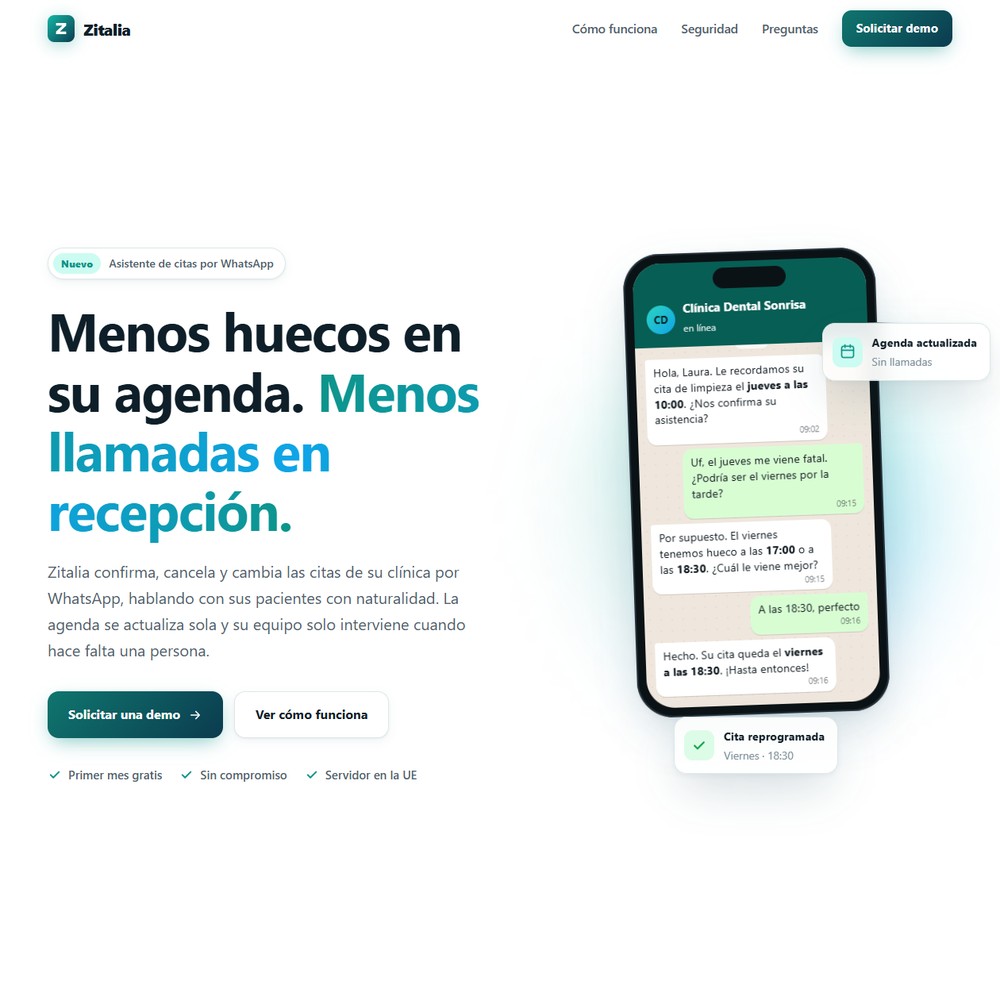 Z Zitalia
Cómo funciona Seguridad Preguntas Solicitar demo
Nuevo Asistente de citas por WhatsApp
Menos huecos en
su agenda. Menos
llamadas en
recepción.
Zitalia confirma, cancela y cambia las citas de su clínica por
WhatsApp, hablando con sus pacientes con naturalidad. La
agenda se actualiza sola y su equipo solo interviene cuando
hace falta una persona.
Solicitar una demo → Ver cómo funciona
Primer mes gratis Sin compromiso Servidor en la UE
CD Clínica Dental Sonrisa
en línea
Agenda actualizada
Sin llamadas
Hola, Laura. Le recordamos su
cita de limpieza el jueves a las
10:00. ¿Nos confirma su
asistencia?
09:02
Uf, el jueves me viene fatal.
¿Podría ser el viernes por la
tarde?
09:15
Por supuesto. El viernes
tenemos hueco a las 17:00 o a
las 18:30. ¿Cuál le viene mejor?
09:15
A las 18:30, perfecto
09:16
Hecho. Su cita queda el viernes
a las 18:30. ¡Hasta entonces!
09:16
Cita reprogramada
Viernes · 18:30